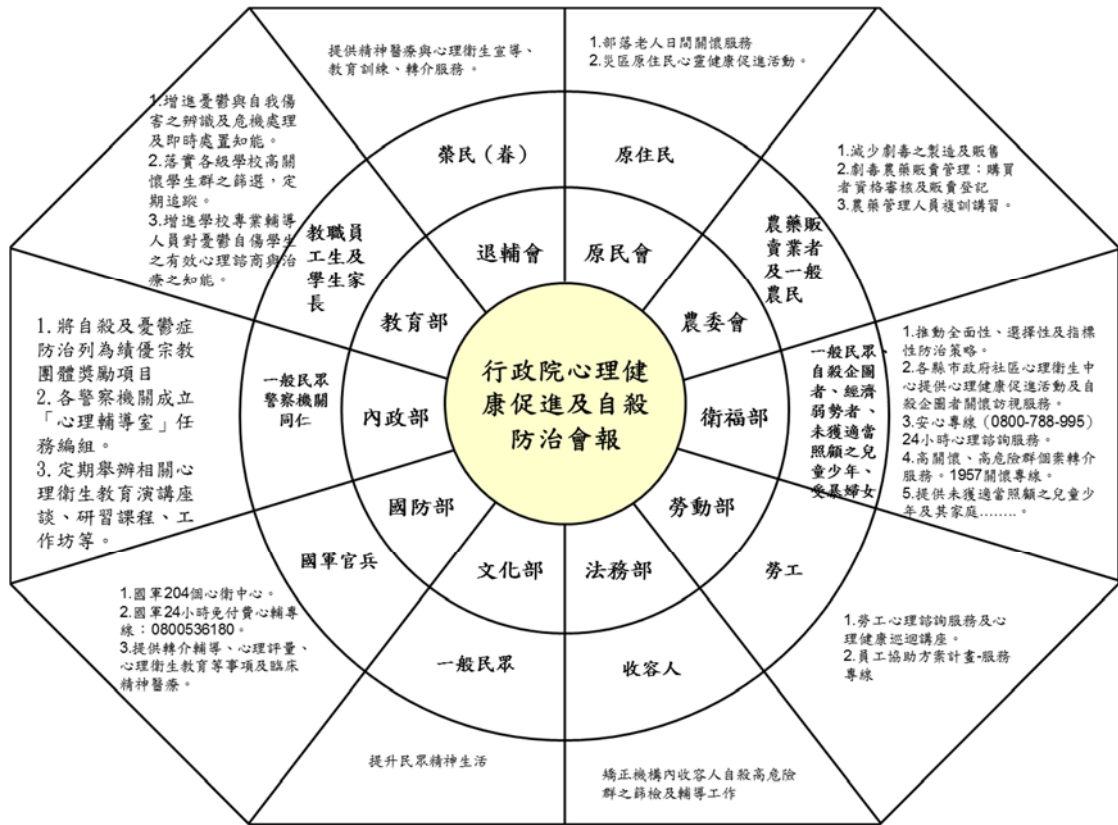 行政院心理健
康促進及自殺
防治會報
原民會
原住民
1.部落老人日間關懷服務
2.災區原住民心靈健康促進活動。
農委會
農藥販
賣業者
及一般
農民
1.減少劇毒之製造及販售
2.劇毒農藥販賣管理：購買
者資格審核及販賣登記
3.農藥管理人員複訓講習。
衛福部
一般民眾、
自殺企圖
者、經濟
弱勢者、
未獲適當
照顧之兒
童少年、
受暴婦女
1.推動全面性、選擇性及指標
性防治策略。
2.各縣市政府社區心理衛生中
心提供心理健康促進活動及自
殺企圖者關懷訪視服務。
3.安心專線（0800-788-995）
24小時心理諮詢服務。
4.高關懷、高危險群個案轉介
服務。1957關懷專線。
5.提供未獲適當照顧之兒童少
年及其家庭……..。
勞動部
勞工
1.勞工心理諮詢服務及心
理健康巡迴講座。
2.員工協助方案計畫-服務
專線
法務部
收容人
矯正機構內收容人自殺高危險
群之篩檢及輔導工作
文化部
一般民眾
提升民眾精神生活
國防部
國軍官兵
1.國軍204個心衛中心。
2.國軍24小時免付費心輔專
線：0800536180。
3.提供轉介輔導、心理評量、
心理衛生教育等事項及臨床
精神醫療。
內政部
一般民眾
警察機關
同仁
1.將自殺及憂鬱症
防治列為績優宗教
團體獎勵項目
2.各警察機關成立
「心理輔導室」任
務編組。
3.定期舉辦相關心
理衛生教育演講座
談、研習課程、工
作坊等。
教育部
教職員
工生及
學生家
長
1.增進憂鬱與自我傷
害之辨識及危機處理
及即時處置知能。
2.落實各級學校高關
懷學生群之篩選，定
期追蹤。
3.增進學校專業輔導
人員對憂鬱自傷學生
之有效心理諮商與治
療之知能。
退輔會
榮民（眷）
提供精神醫療與心理衛生宣導、
教育訓練、轉介服務。